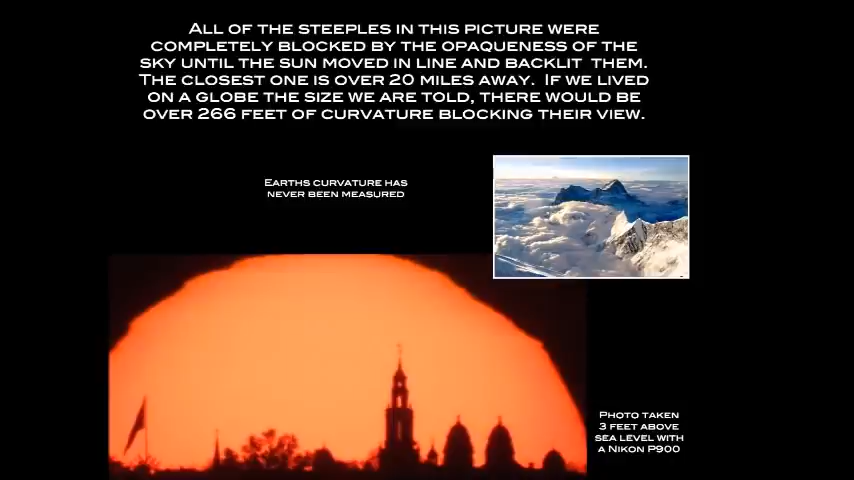 ALL OF THE STEEPLES IN THIS PICTURE WERE
COMPLETELY BLOCKED BY THE OPAQUENESS OF THE
SKY UNTIL THE SUN MOVED IN LINE AND BACKLIT THEM.
THE CLOSEST ONE IS OVER 20 MILES AWAY. IF WE LIVED
ON A GLOBE THE SIZE WE ARE TOLD, THERE WOULD BE
OVER 266 FEET OF CURVATURE BLOCKING THEIR VIEW.
EARTHS CURVATURE HAS
NEVER BEEN MEASURED
PHOTO TAKEN
3 FEET ABOVE
SEA LEVEL WITH
A NIKON P900